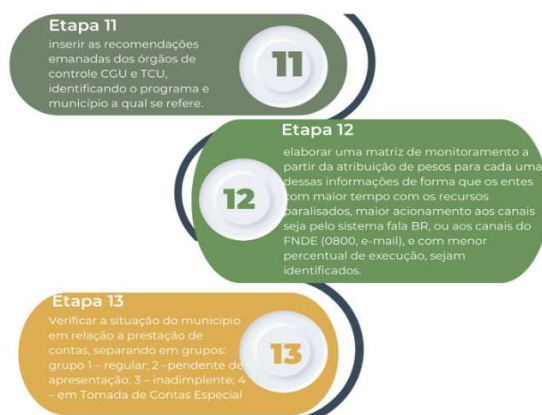 Etapa 11
inserir as recomendações
emanadas dos órgãos de
controle CGU e TCU,
identificando o programa e
município a qual se refere.
11
Etapa 12
elaborar uma matriz de monitoramento a
partir da atribuição de pesos para cada uma
dessas informações de forma que os entes
com maior tempo com os recursos
paralisados, maior acionamento aos canais
seja pelo sistema fala BR, ou aos canais do
FNDE (0800, e-mail), e com menor
percentual de execução, sejam
identificados.
12
Etapa 13
Verificar a situação do município
em relação a prestação de
contas, separando em grupos:
grupo 1 – regular; 2 –pendente de
apresentação; 3 – inadimplente; 4
– em Tomada de Contas Especial
13